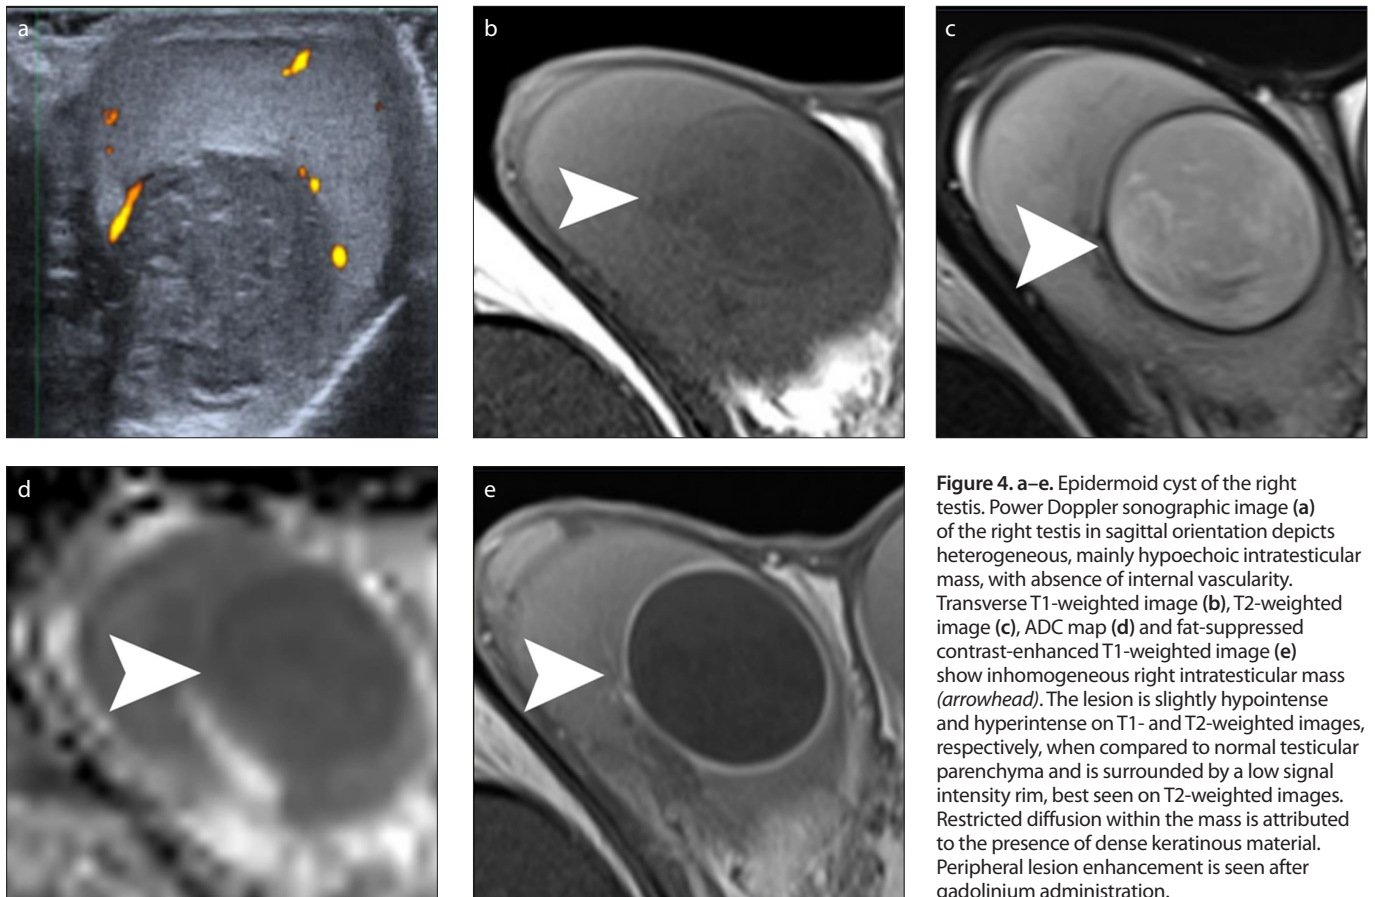 a
b
c
d
e
Figure 4. a–e. Epidermoid cyst of the right
testis. Power Doppler sonographic image (a)
of the right testis in sagittal orientation depicts
heterogeneous, mainly hypoechoic intratesticular
mass, with absence of internal vascularity.
Transverse T1-weighted image (b), T2-weighted
image (c), ADC map (d) and fat-suppressed
contrast-enhanced T1-weighted image (e)
show inhomogeneous right intratesticular mass
(arrowhead). The lesion is slightly hypointense
and hyperintense on T1- and T2-weighted images,
respectively, when compared to normal testicular
parenchyma and is surrounded by a low signal
intensity rim, best seen on T2-weighted images.
Restricted diffusion within the mass is attributed
to the presence of dense keratinous material.
Peripheral lesion enhancement is seen after
gadolinium administration.